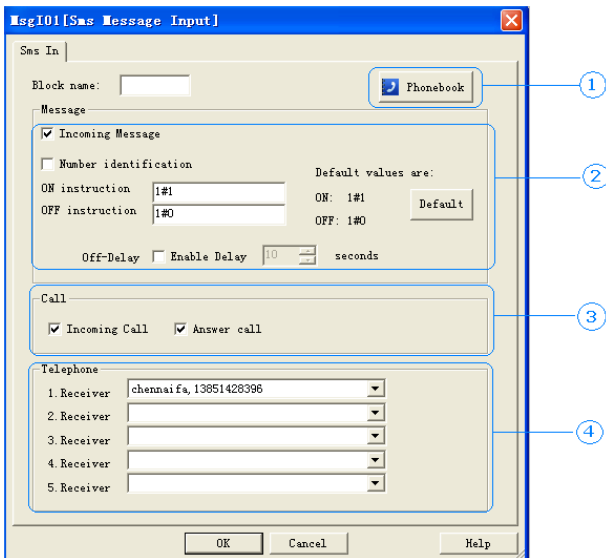 MsgI01[Sms Message Input]
Sms In
Block name:
Phonebook
1
Message
Incoming Message
Number identification
Default values are:
2
ON instruction 1#1
ON: 1#1
Default
OFF instruction 1#0
OFF: 1#0
Off-Delay Enable Delay 10 seconds
Call
Incoming Call Answer call
3
Telephone
1.Receiver chennaifa,13851428396
2.Receiver
3.Receiver
4
4.Receiver
5.Receiver
OK Cancel Help